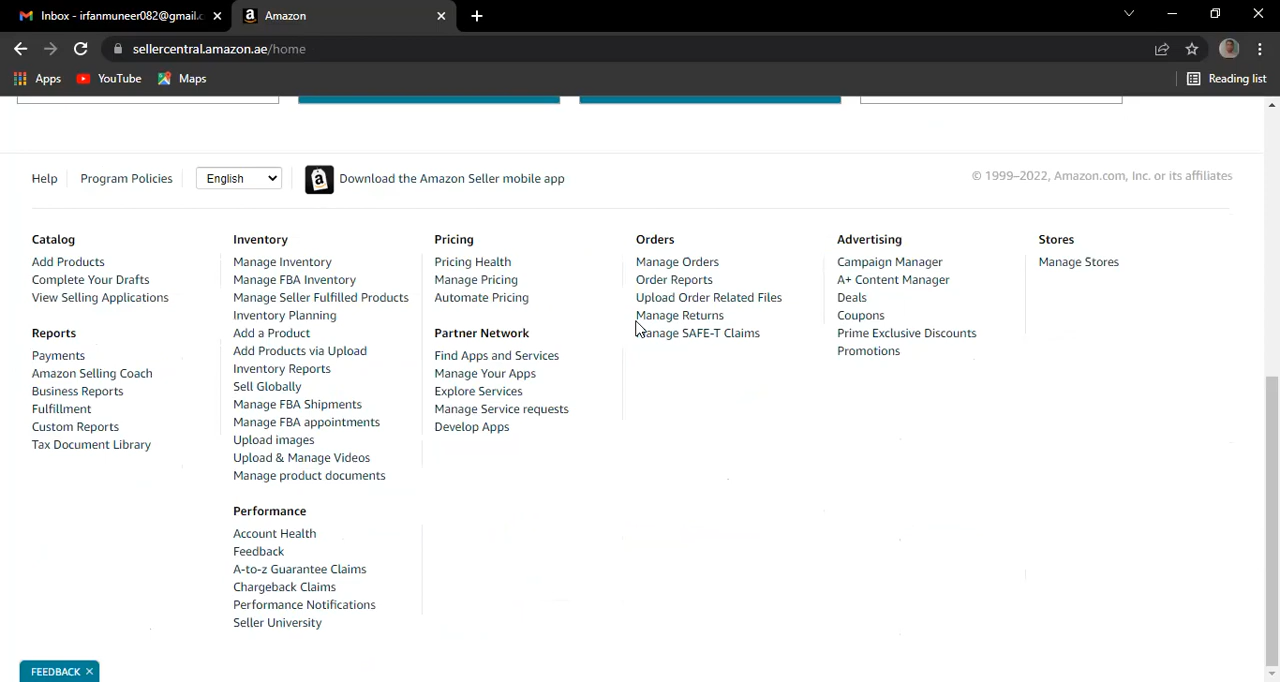 Inbox - irfanmuneer082@gmail.c
Amazon
sellercentral.amazon.ae/home
Apps
YouTube
Maps
Reading list
Help
Program Policies
English
Download the Amazon Seller mobile app
© 1999–2022, Amazon.com, Inc. or its affiliates
Catalog
Add Products
Complete Your Drafts
View Selling Applications
Reports
Payments
Amazon Selling Coach
Business Reports
Fulfillment
Custom Reports
Tax Document Library
Inventory
Manage Inventory
Manage FBA Inventory
Manage Seller Fulfilled Products
Inventory Planning
Add a Product
Add Products via Upload
Inventory Reports
Sell Globally
Manage FBA Shipments
Manage FBA appointments
Upload images
Upload & Manage Videos
Manage product documents
Performance
Account Health
Feedback
A-to-z Guarantee Claims
Chargeback Claims
Performance Notifications
Seller University
Pricing
Pricing Health
Manage Pricing
Automate Pricing
Partner Network
Find Apps and Services
Manage Your Apps
Explore Services
Manage Service requests
Develop Apps
Orders
Manage Orders
Order Reports
Upload Order Related Files
Manage Returns
Manage SAFE-T Claims
Advertising
Campaign Manager
A+ Content Manager
Deals
Coupons
Prime Exclusive Discounts
Promotions
Stores
Manage Stores
FEEDBACK